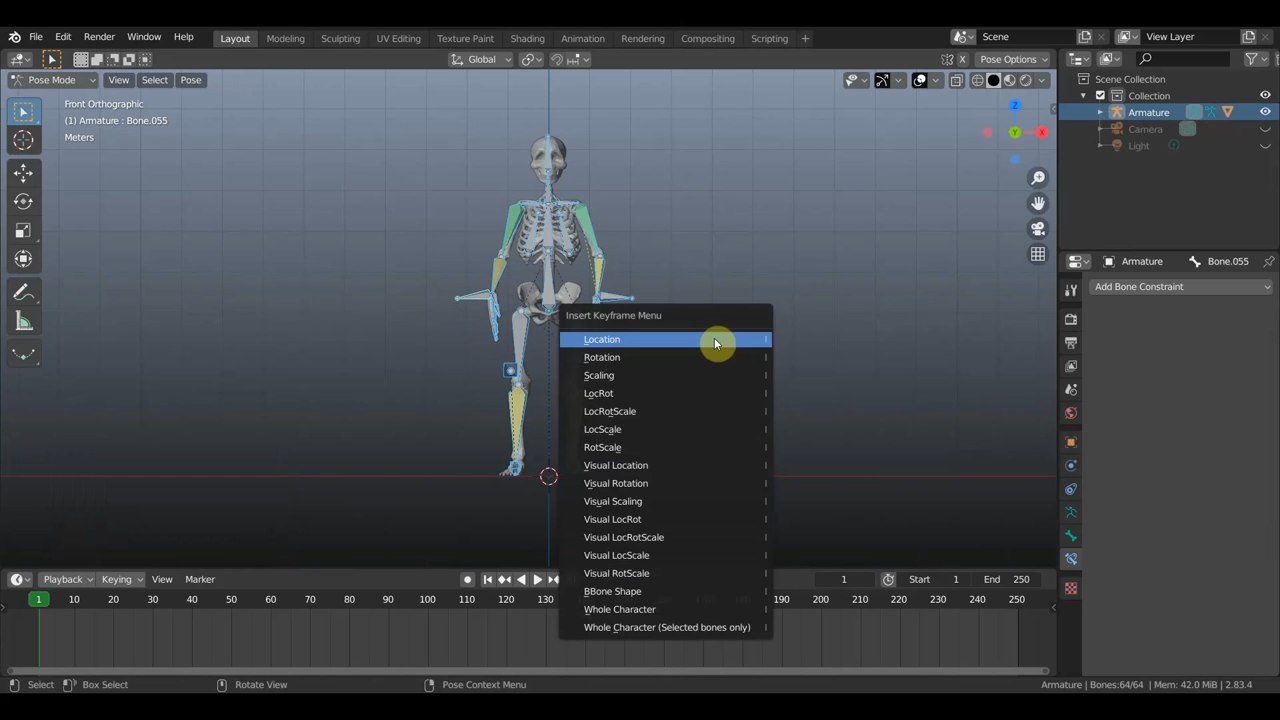 File Edit Render Window Help Layout Modeling Sculpting UV Editing Texture Paint Shading Animation Rendering Compositing Scripting + Scene View Layer
Global X Pose Options
Pose Mode View Select Pose
Front Orthographic
(1) Armature : Bone.055
Meters
Z
Y
X
Scene Collection
Collection
Armature
Camera
Light
Armature Bone.055
Add Bone Constraint
Insert Keyframe Menu
Location I
Rotation I
Scaling I
LocRot I
LocRotScale I
LocScale I
RotScale I
Visual Location I
Visual Rotation I
Visual Scaling I
Visual LocRot I
Visual LocRotScale I
Visual LocScale I
Visual RotScale I
BBone Shape I
Whole Character I
Whole Character (Selected bones only) I
Playback Keying View Marker 1 Start 1 End 250
1 10 20 30 40 50 60 70 80 90 100 110 120 130 180 190 200 210 220 230 240 250
Select Box Select Rotate View Pose Context Menu Armature | Bones:64/64 | Mem: 42.0 MiB | 2.83.4